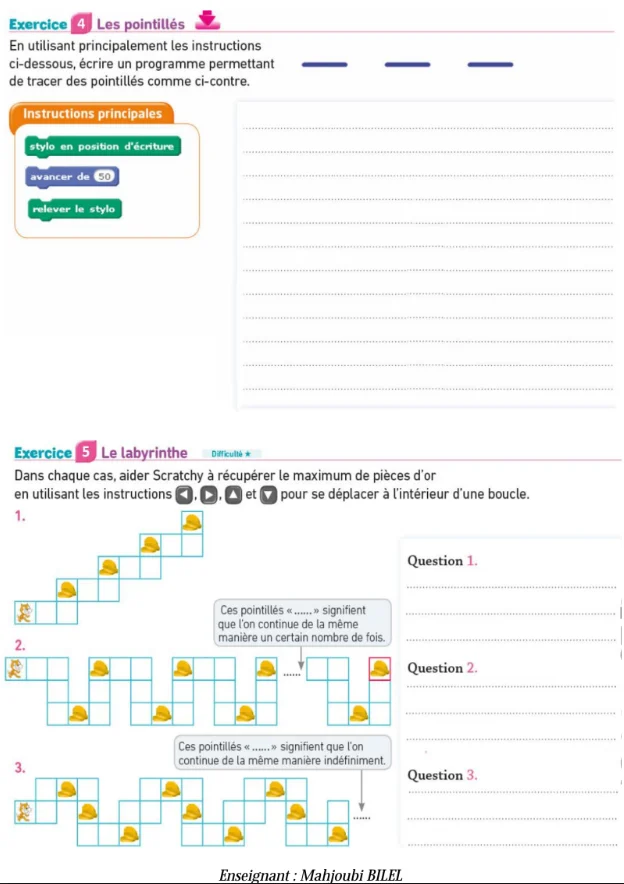 Exercice 4 Les pointillés
En utilisant principalement les instructions
ci-dessous, écrire un programme permettant
de tracer des pointillés comme ci-contre.
Instructions principales
stylo en position d'écriture
avancer de 50
relever le stylo
Exercice 5 Le labyrinthe Difficulté ★
Dans chaque cas, aider Scratchy à récupérer le maximum de pièces d'or
en utilisant les instructions ◀, ▶, ▲ et ▼ pour se déplacer à l'intérieur d'une boucle.
1.
Question 1.
Ces pointillés « ...... » signifient
que l'on continue de la même
manière un certain nombre de fois.
2.
......
Question 2.
Ces pointillés « ...... » signifient que l'on
continue de la même manière indéfiniment.
3.
......
Question 3.
Enseignant : Mahjoubi BILEL